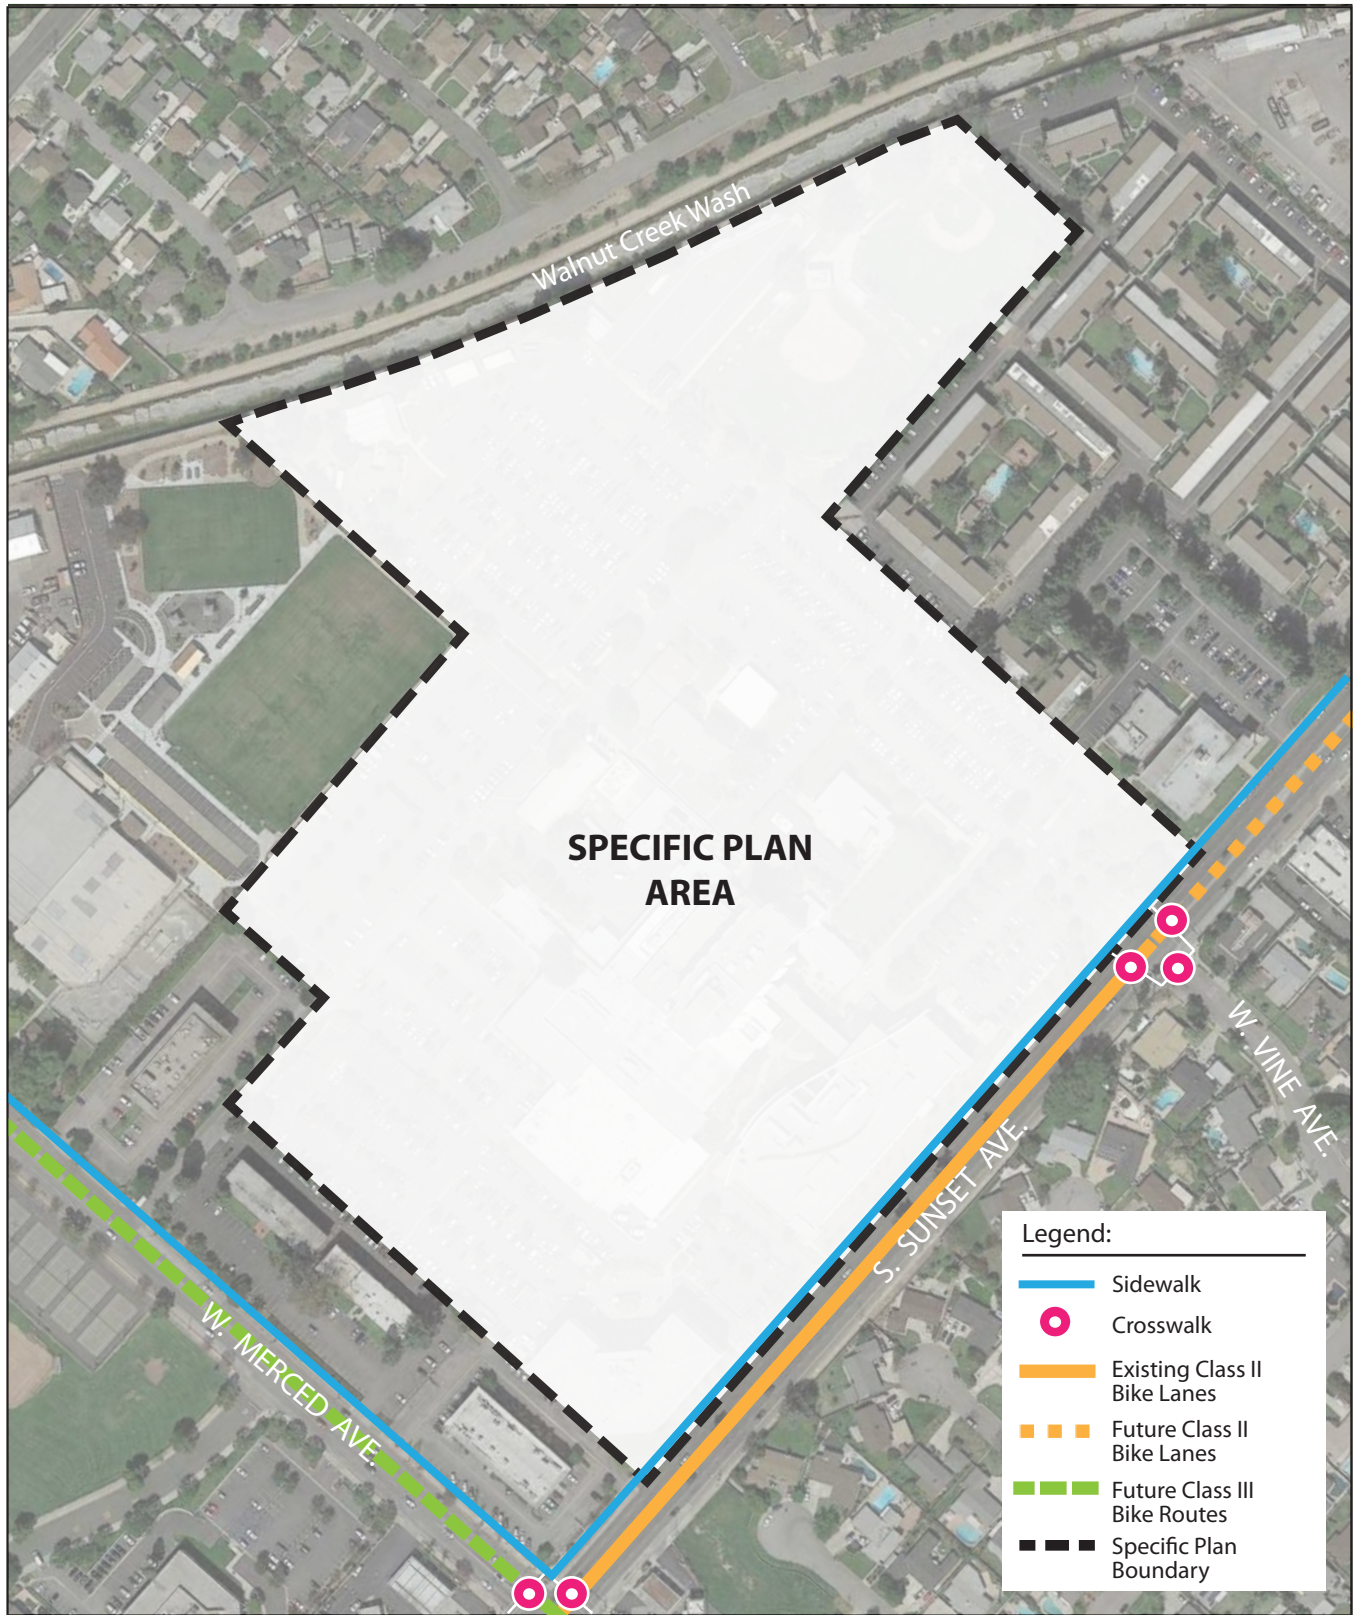 Walnut Creek Wash
SPECIFIC PLAN
AREA
W. VINE AVE.
S. SUNSET AVE.
W. MERCED AVE.
Legend:
Sidewalk
Crosswalk
Existing Class II
Bike Lanes
Future Class II
Bike Lanes
Future Class III
Bike Routes
Specific Plan
Boundary